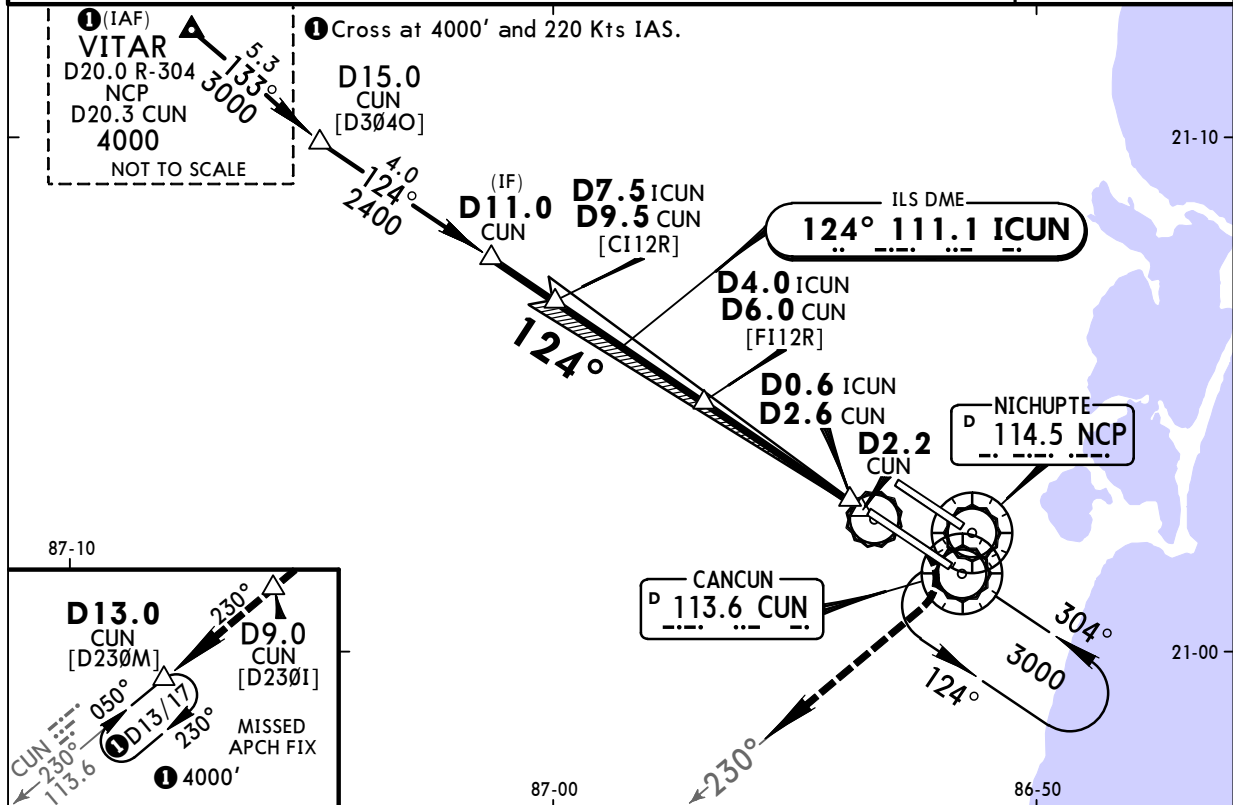 ❶(IAF)
VITAR
D20.0 R-304
NCP
D20.3 CUN
4000
NOT TO SCALE
5.3
133°
3000
❶Cross at 4000' and 220 Kts IAS.
D15.0
CUN
[D3Ø4O]
4.0
124°
2400
(IF)
D11.0
CUN
D7.5 ICUN
D9.5 CUN
[CI12R]
ILS DME
124° 111.1 ICUN
21-10
124°
D4.0 ICUN
D6.0 CUN
[FI12R]
D0.6 ICUN
D2.6 CUN
D2.2
CUN
NICHUPTE
D 114.5 NCP
CANCUN
D 113.6 CUN
304°
3000
124°
21-00
230°
87-10
230°
D13.0
CUN
[D23ØM]
D9.0
CUN
[D23ØI]
050°
❶D13/17
230°
MISSED
APCH FIX
❶ 4000'
CUN
230°
113.6
87-00
86-50